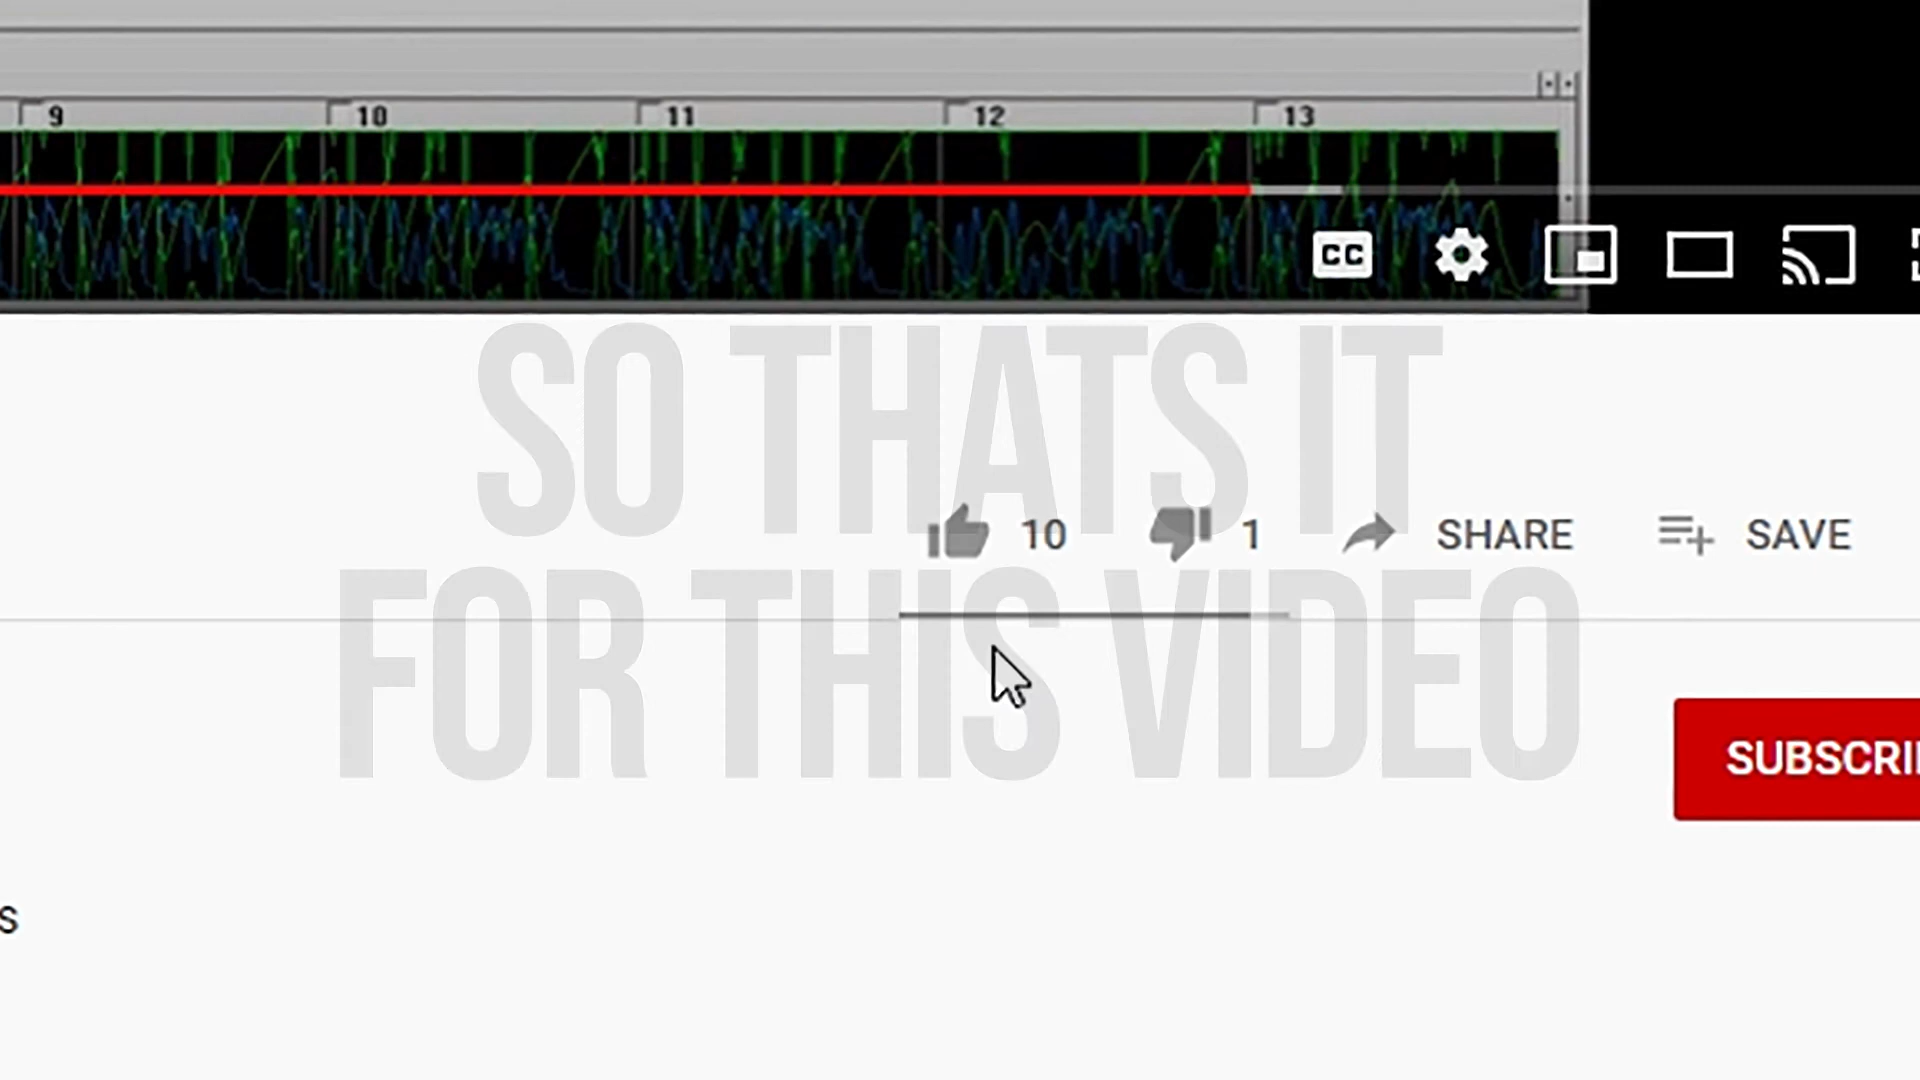 9 10 11 12 13
CC
SO THATS IT
10 1 SHARE SAVE
FOR THIS VIDEO
SUBSCRI
S